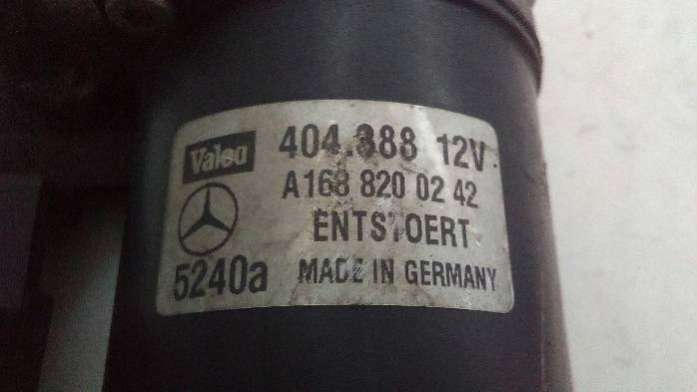 Valeo 404.388 12V
A168 820 02 42
ENTSTOERT
5240a MADE IN GERMANY